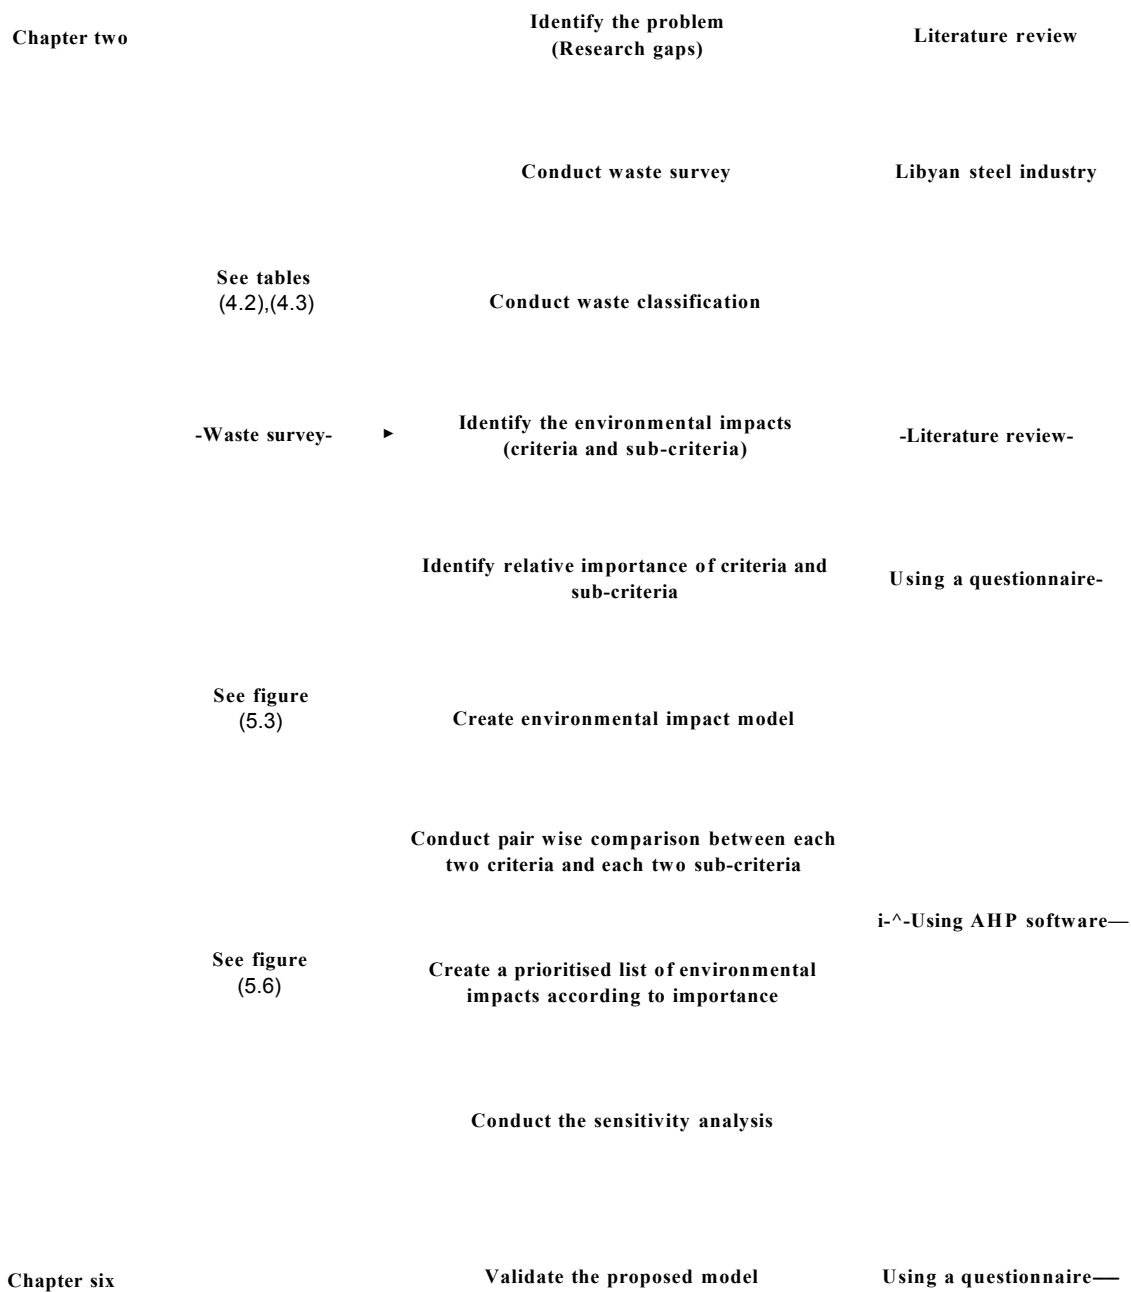 Chapter two
Identify the problem
(Research gaps)
Literature review
Conduct waste survey
Libyan steel industry
See tables
(4.2),(4.3)
Conduct waste classification
-Waste survey- ►
Identify the environmental impacts
(criteria and sub-criteria)
-Literature review-
Identify relative importance of criteria and
sub-criteria
Using a questionnaire-
See figure
(5.3)
Create environmental impact model
Conduct pair wise comparison between each
two criteria and each two sub-criteria
i-^-Using AHP software—
See figure
(5.6)
Create a prioritised list of environmental
impacts according to importance
Conduct the sensitivity analysis
Chapter six
Validate the proposed model
Using a questionnaire—